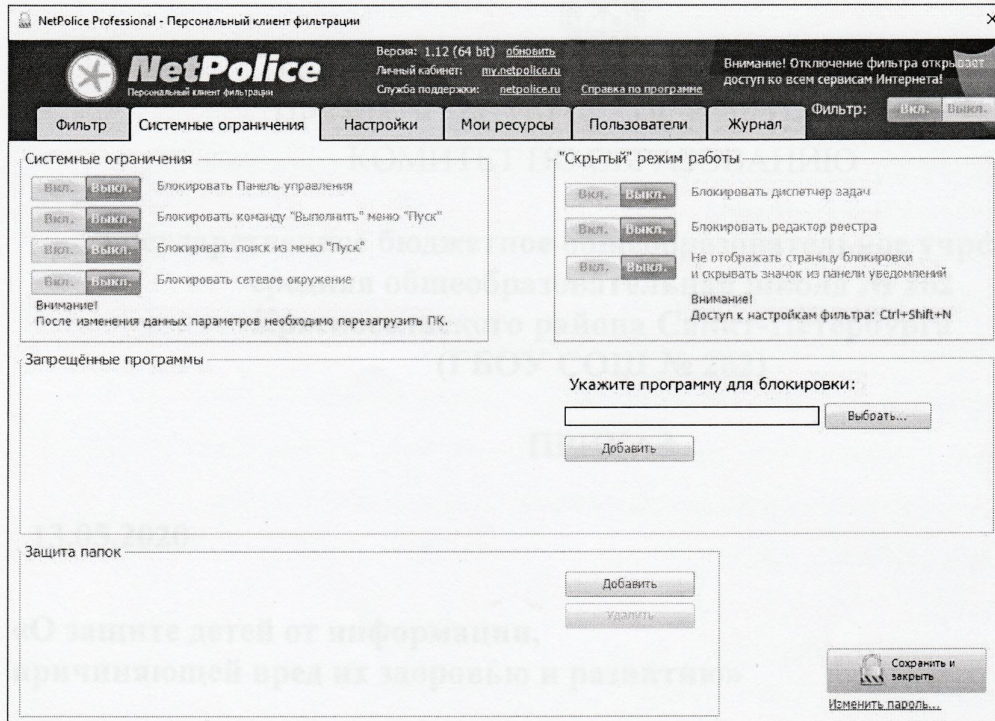 NetPolice Professional - Персональный клиент фильтрации
NetPolice
Персональный клиент фильтрации
Версия: 1.12 (64 bit) обновить
Личный кабинет: my.netpolice.ru
Служба поддержки: netpolice.ru Справка по программе
Внимание! Отключение фильтра открывает
доступ ко всем сервисам Интернета!
Фильтр: Вкл. Выкл.
Фильтр Системные ограничения Настройки Мои ресурсы Пользователи Журнал
Системные ограничения
Вкл. Выкл. Блокировать Панель управления
Вкл. Выкл. Блокировать команду "Выполнить" меню "Пуск"
Вкл. Выкл. Блокировать поиск из меню "Пуск"
Вкл. Выкл. Блокировать сетевое окружение
Внимание!
После изменения данных параметров необходимо перезагрузить ПК.
"Скрытый" режим работы
Вкл. Выкл. Блокировать диспетчер задач
Вкл. Выкл. Блокировать редактор реестра
Вкл. Выкл. Не отображать страницу блокировки
и скрывать значок из панели уведомлений
Внимание!
Доступ к настройкам фильтра: Ctrl+Shift+N
Запрещённые программы
Укажите программу для блокировки:
Выбрать...
Добавить
13.05.2020
Защита папок
Добавить
Удалить
«О защите детей от информации,
причиняющей вред их здоровью и развитию»
Сохранить и
закрыть
Изменить пароль...